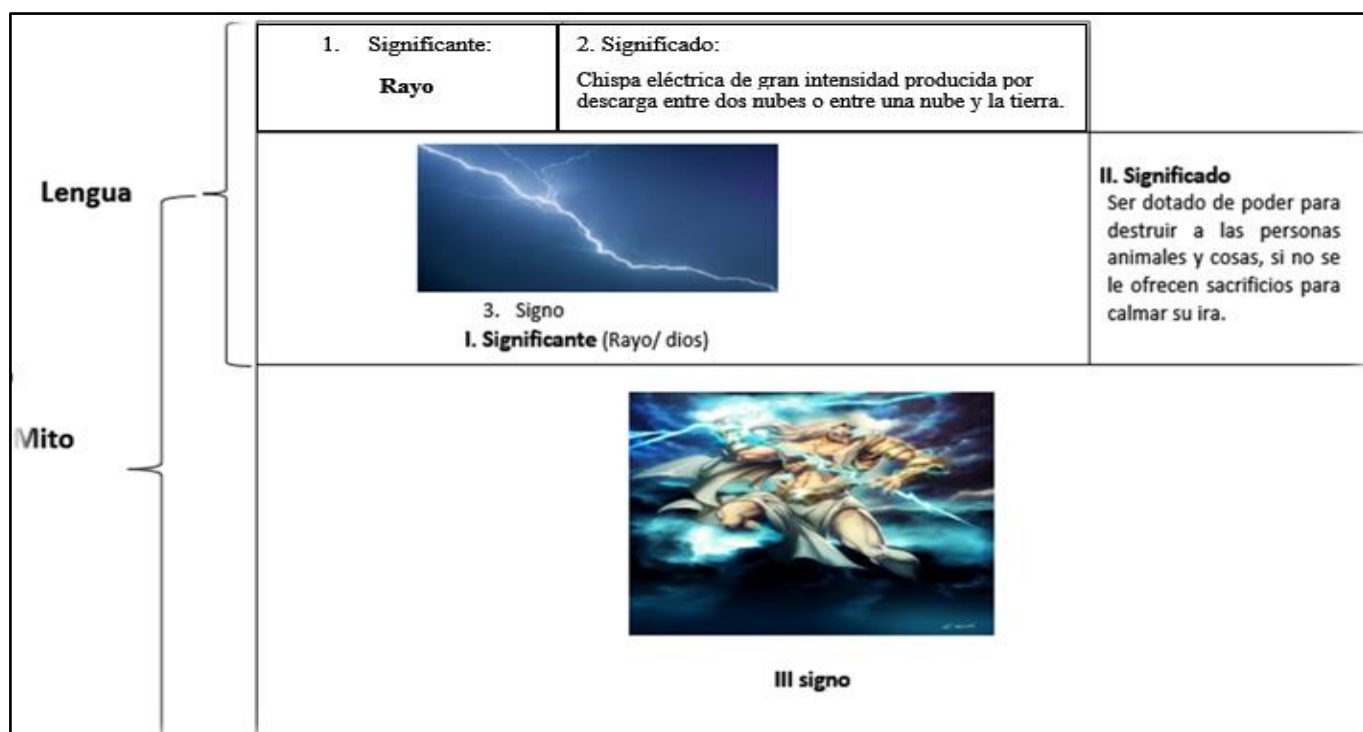 1. Significante:
Rayo
2. Significado:
Chispa eléctrica de gran intensidad producida por
descarga entre dos nubes o entre una nube y la tierra.
Lengua
3. Signo
I. Significante (Rayo/ dios)
II. Significado
Ser dotado de poder para
destruir a las personas
animales y cosas, si no se
le ofrecen sacrificios para
calmar su ira.
Mito
III signo